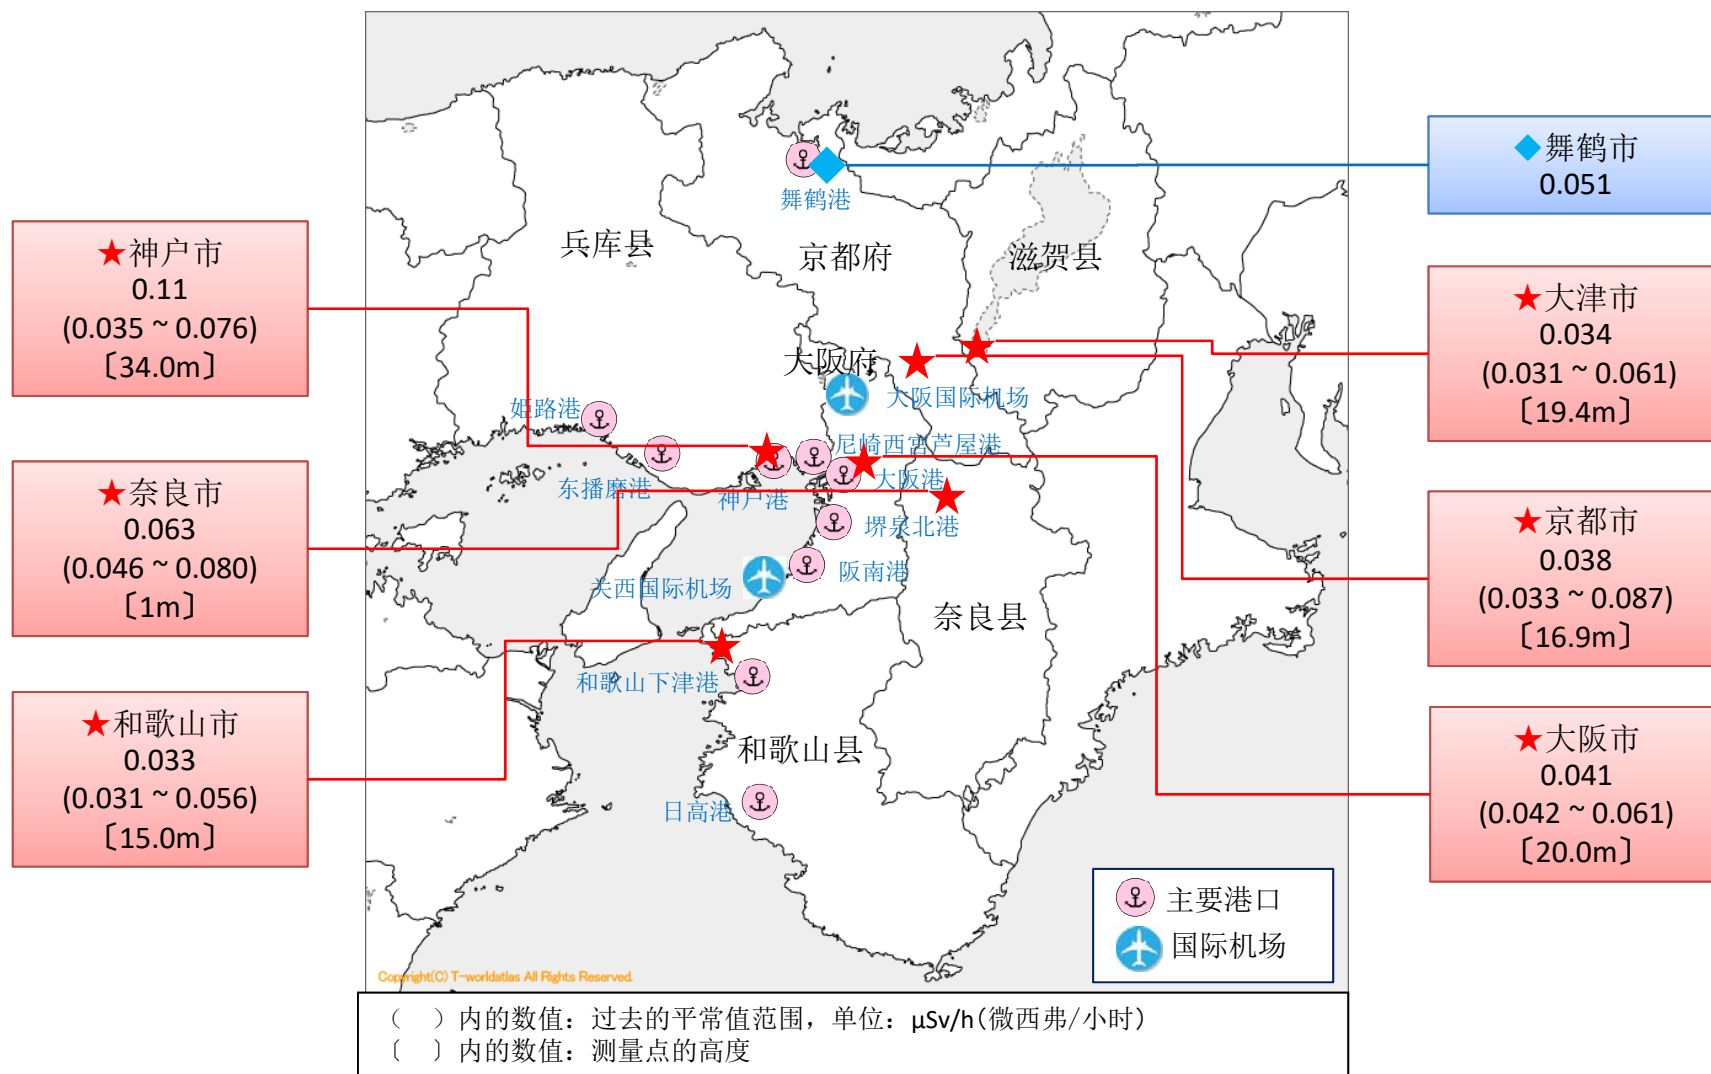 ◆舞鹤市
0.051
舞鹤港
★神户市
0.11
(0.035 ~ 0.076)
〔34.0m〕
兵库县
京都府
滋贺县
★大津市
0.034
(0.031 ~ 0.061)
〔19.4m〕
大阪府
大阪国际机场
姫路港
尼崎西宫芦屋港
★奈良市
0.063
(0.046 ~ 0.080)
〔1m〕
东播磨港
神户港
大阪港
堺泉北港
★京都市
0.038
(0.033 ~ 0.087)
〔16.9m〕
阪南港
关西国际机场
奈良县
★和歌山市
0.033
(0.031 ~ 0.056)
〔15.0m〕
和歌山下津港
和歌山县
日高港
★大阪市
0.041
(0.042 ~ 0.061)
〔20.0m〕
主要港口
国际机场
Copyright(C) T-worldatlas All Rights Reserved.
（　）内的数值：过去的平常值范围，单位：μSv/h(微西弗/小时)
〔　〕内的数值：测量点的高度